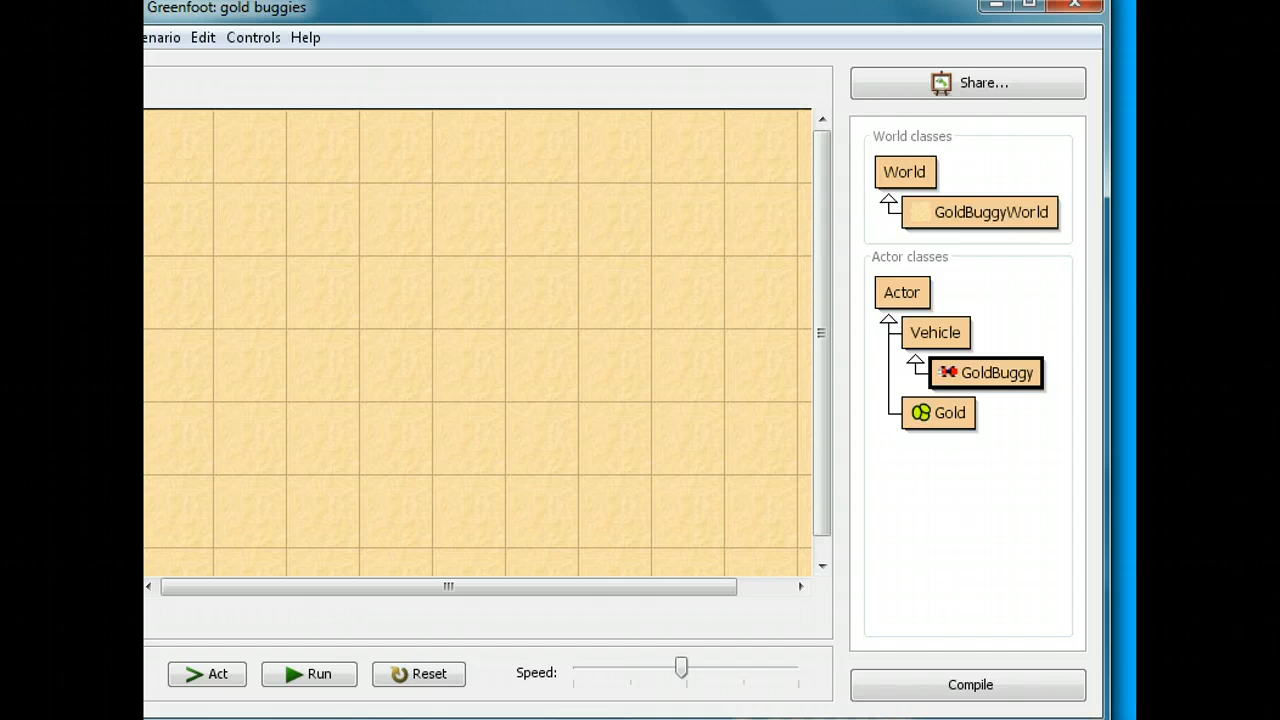 Greenfoot: gold buggies
enario Edit Controls Help
Share...
World classes
World
GoldBuggyWorld
Actor classes
Actor
Vehicle
GoldBuggy
Gold
Act Run Reset Speed:
Compile